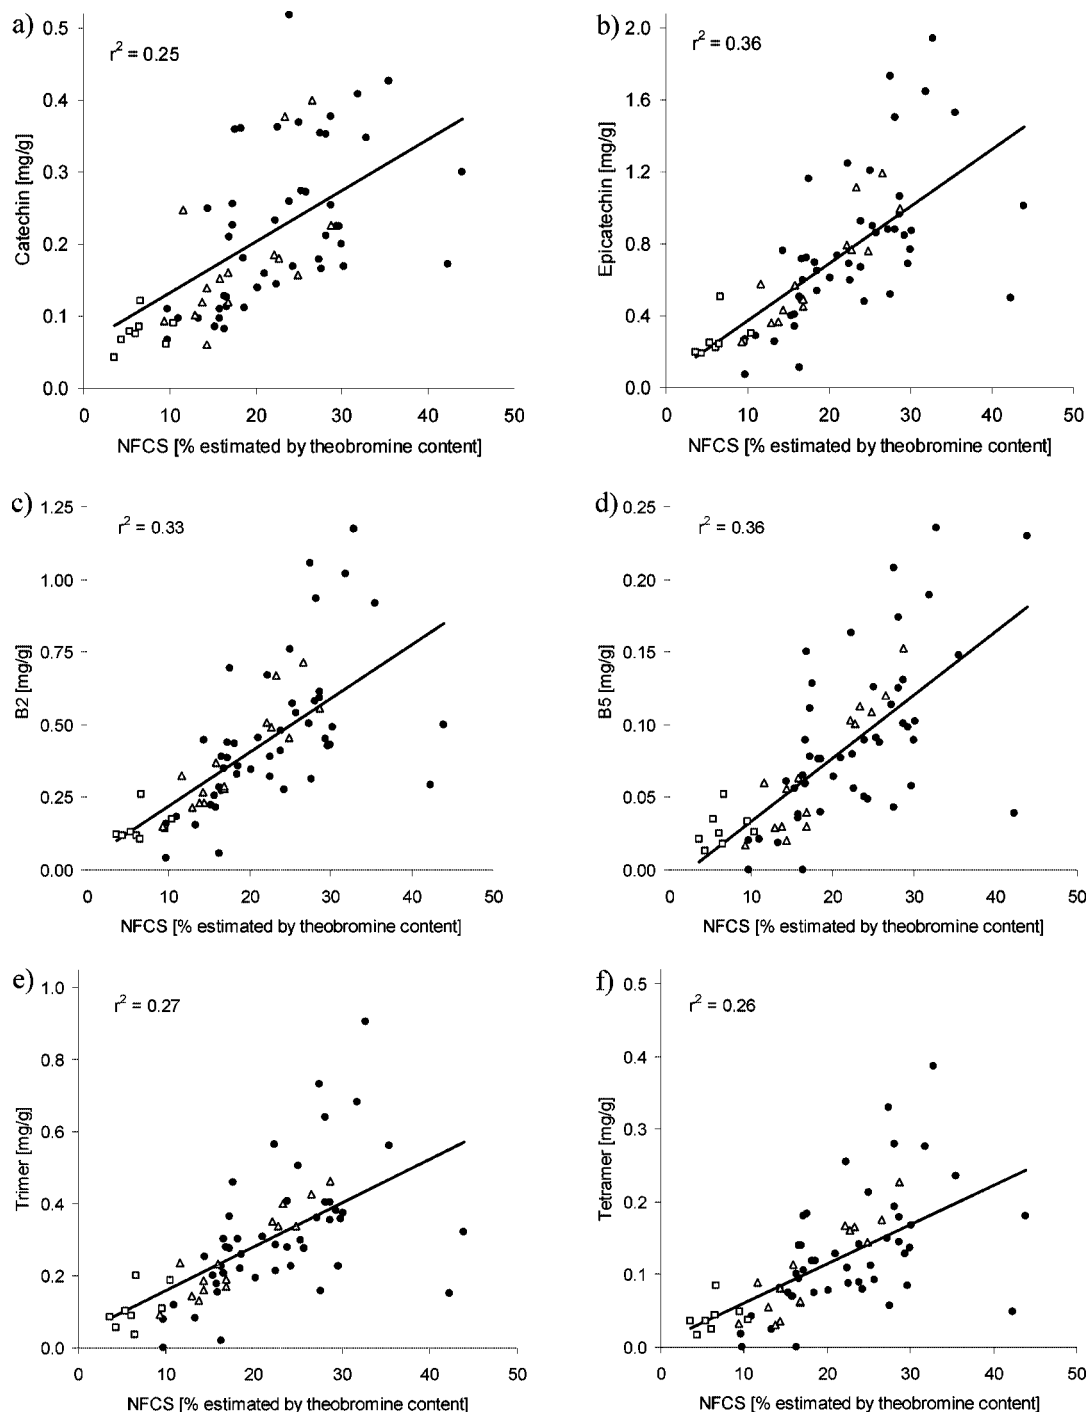 a)
r² = 0.25
Catechin [mg/g]
0.5
0.4
0.3
0.2
0.1
0.0
0 10 20 30 40 50
NFCS [% estimated by theobromine content]
b)
r² = 0.36
Epicatechin [mg/g]
2.0
1.6
1.2
0.8
0.4
0.0
0 10 20 30 40 50
NFCS [% estimated by theobromine content]
c)
r² = 0.33
B2 [mg/g]
1.25
1.00
0.75
0.50
0.25
0.00
0 10 20 30 40 50
NFCS [% estimated by theobromine content]
d)
r² = 0.36
B5 [mg/g]
0.25
0.20
0.15
0.10
0.05
0.00
0 10 20 30 40 50
NFCS [% estimated by theobromine content]
e)
r² = 0.27
Trimer [mg/g]
1.0
0.8
0.6
0.4
0.2
0.0
0 10 20 30 40 50
NFCS [% estimated by theobromine content]
f)
r² = 0.26
Tetramer [mg/g]
0.5
0.4
0.3
0.2
0.1
0.0
0 10 20 30 40 50
NFCS [% estimated by theobromine content]